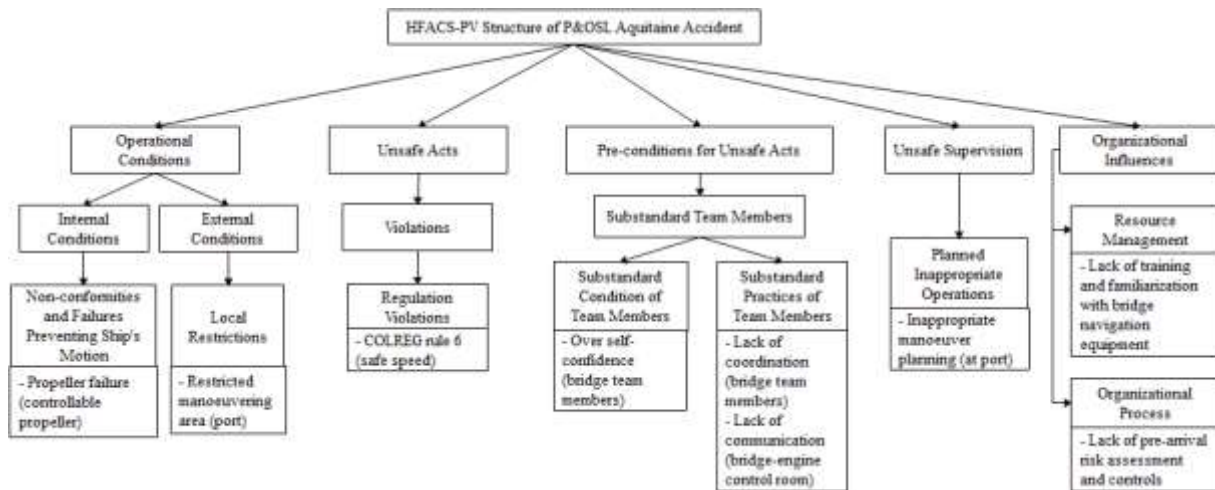 HFACS-PV Structure of P&OSL Aquitaine Accident
Operational
Conditions
Unsafe Acts
Pre-conditions for Unsafe Acts
Unsafe Supervision
Organizational
Influences
Internal
Conditions
External
Conditions
Violations
Substandard Team Members
Resource
Management
- Lack of training
and familiarization
with bridge
navigation
equipment
Planned
Inappropriate
Operations
- Inappropriate
manoeuver
planning (at port)
Non-conformities
and Failures
Preventing Ship's
Motion
- Propeller failure
(controllable
propeller)
Local
Restrictions
- Restricted
manoeuvering
area (port)
Regulation
Violations
- COLREG rule 6
(safe speed)
Substandard
Condition of
Team Members
- Over self-
confidence
(bridge team
members)
Substandard
Practices of
Team Members
- Lack of
coordination
(bridge team
members)
- Lack of
communication
(bridge-engine
control room)
Organizational
Process
- Lack of pre-arrival
risk assessment
and controls